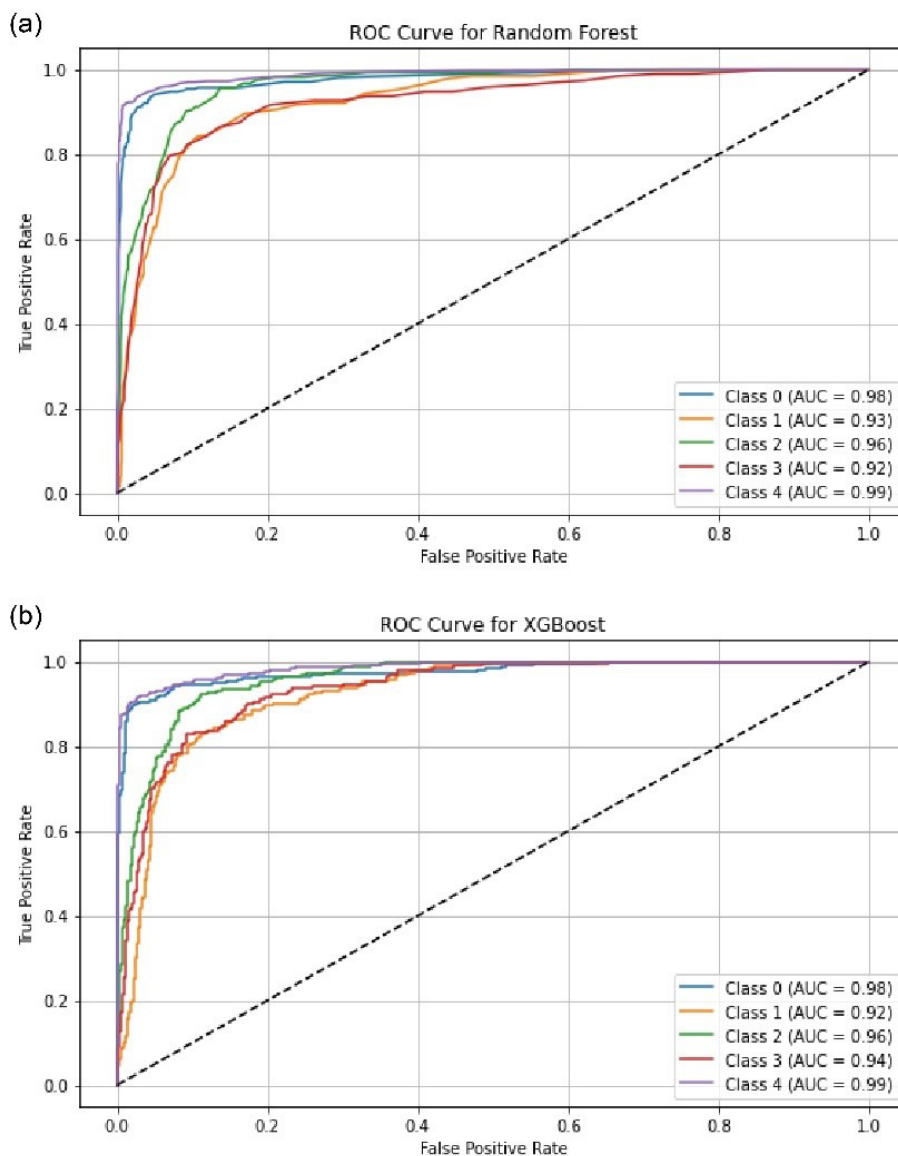 (a)
ROC Curve for Random Forest
True Positive Rate
1.0
0.8
0.6
0.4
0.2
0.0
Class 0 (AUC = 0.98)
Class 1 (AUC = 0.93)
Class 2 (AUC = 0.96)
Class 3 (AUC = 0.92)
Class 4 (AUC = 0.99)
0.0 0.2 0.4 0.6 0.8 1.0
False Positive Rate
(b)
ROC Curve for XGBoost
True Positive Rate
1.0
0.8
0.6
0.4
0.2
0.0
Class 0 (AUC = 0.98)
Class 1 (AUC = 0.92)
Class 2 (AUC = 0.96)
Class 3 (AUC = 0.94)
Class 4 (AUC = 0.99)
0.0 0.2 0.4 0.6 0.8 1.0
False Positive Rate